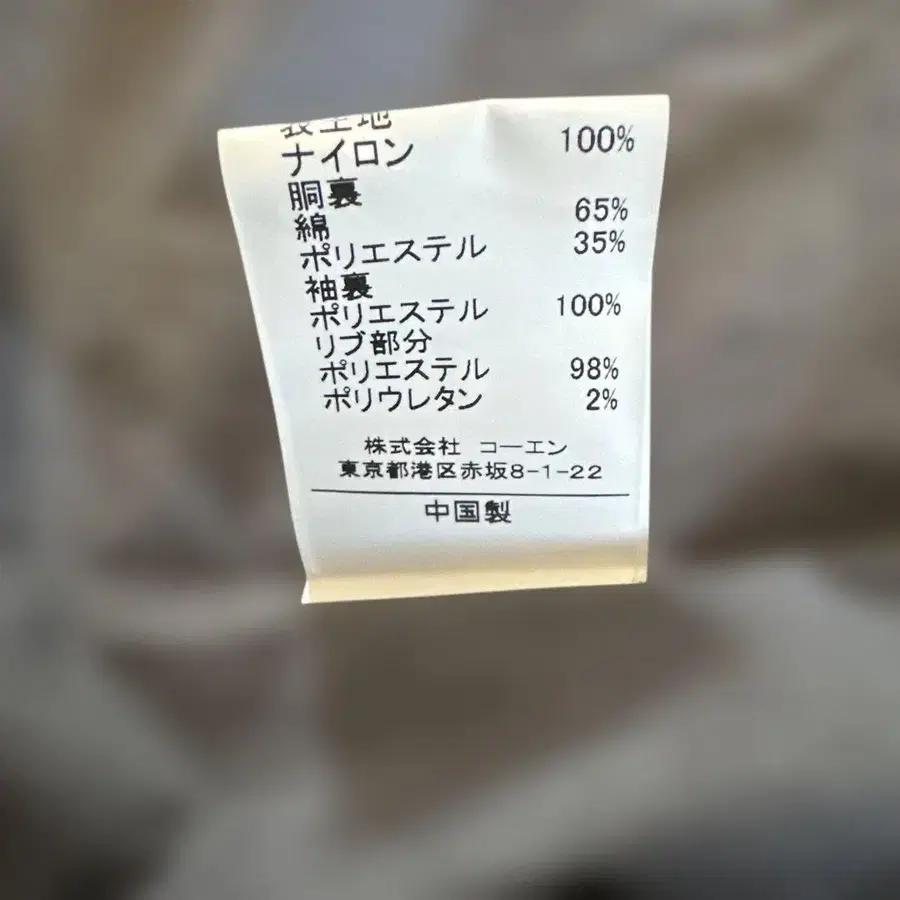 表生地
ナイロン 100%
胴裏
綿 65%
ポリエステル 35%
袖裏
ポリエステル 100%
リブ部分
ポリエステル 98%
ポリウレタン 2%
株式会社 コーエン
東京都港区赤坂8-1-22
中国製